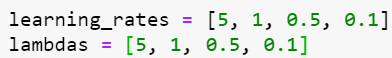 learning_rates = [5, 1, 0.5, 0.1]
lambdas = [5, 1, 0.5, 0.1]